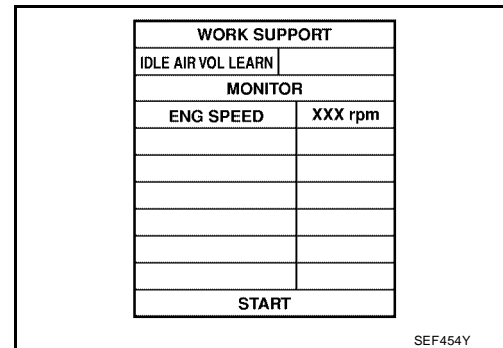 WORK SUPPORT
IDLE AIR VOL LEARN
MONITOR
ENG SPEED XXX rpm
START
SEF454Y